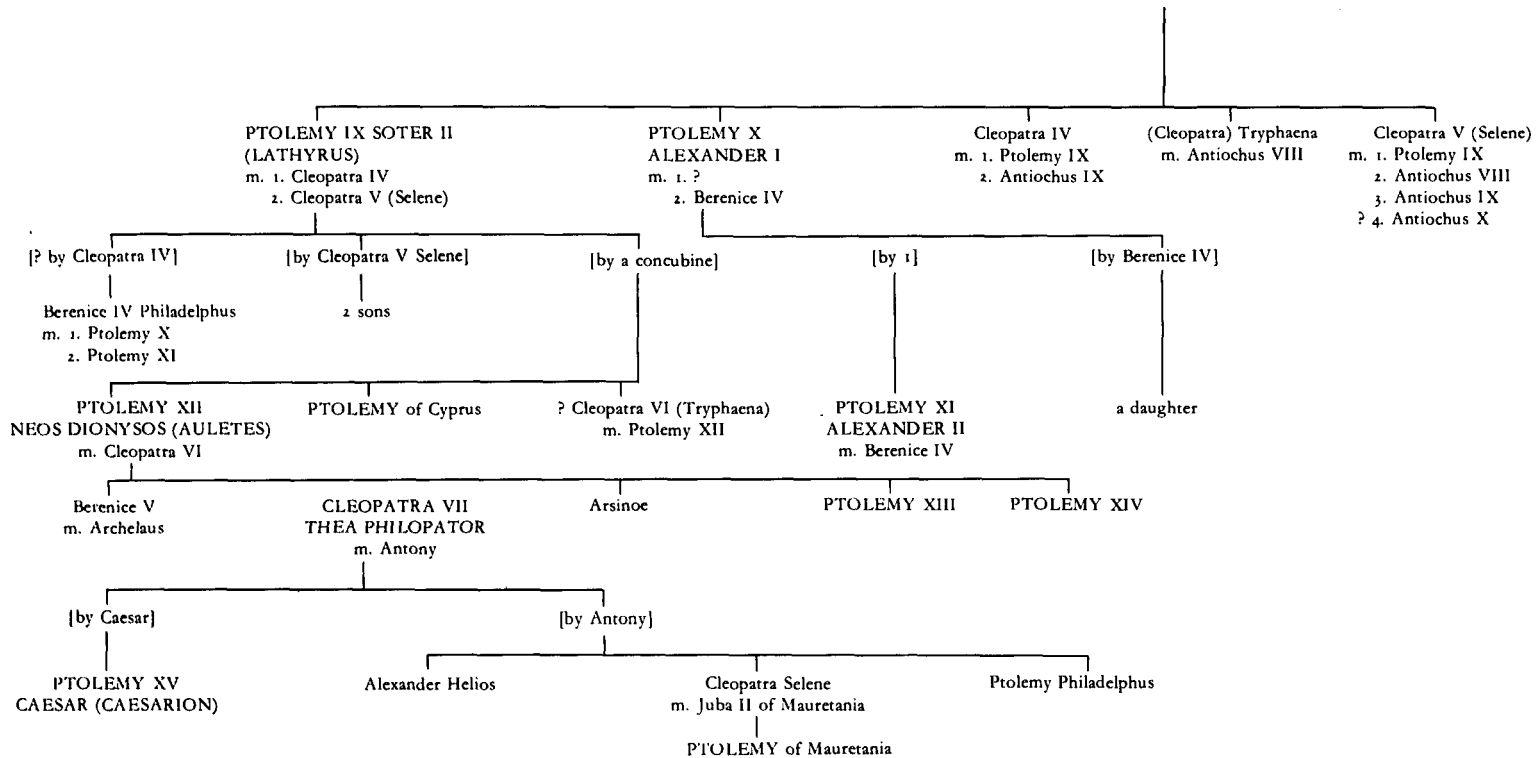 PTOLEMY IX SOTER II
(LATHYRUS)
m. 1. Cleopatra IV
2. Cleopatra V (Selene)
PTOLEMY X
ALEXANDER I
m. 1. ?
2. Berenice IV
Cleopatra IV
m. 1. Ptolemy IX
2. Antiochus IX
(Cleopatra) Tryphaena
m. Antiochus VIII
Cleopatra V (Selene)
m. 1. Ptolemy IX
2. Antiochus VIII
3. Antiochus IX
? 4. Antiochus X
[? by Cleopatra IV]
[by Cleopatra V Selene]
[by a concubine]
[by 1]
[by Berenice IV]
Berenice IV Philadelphus
m. 1. Ptolemy X
2. Ptolemy XI
2 sons
PTOLEMY XII
NEOS DIONYSOS (AULETES)
m. Cleopatra VI
PTOLEMY of Cyprus
? Cleopatra VI (Tryphaena)
m. Ptolemy XII
PTOLEMY XI
ALEXANDER II
m. Berenice IV
a daughter
Berenice V
m. Archelaus
CLEOPATRA VII
THEA PHILOPATOR
m. Antony
Arsinoe
PTOLEMY XIII
PTOLEMY XIV
[by Caesar]
[by Antony]
PTOLEMY XV
CAESAR (CAESARION)
Alexander Helios
Cleopatra Selene
m. Juba II of Mauretania
Ptolemy Philadelphus
PTOLEMY of Mauretania